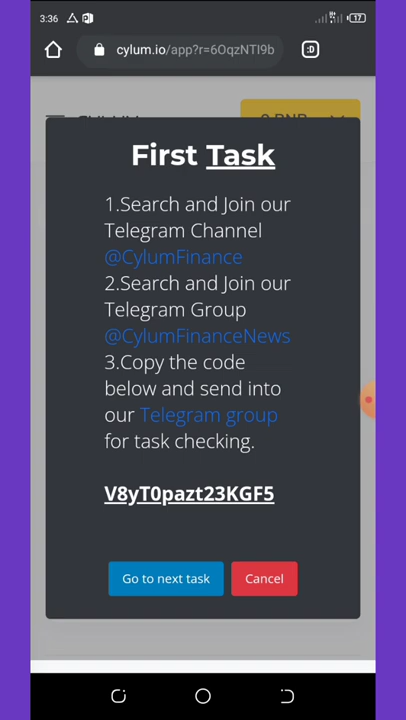 3:36
17
cylum.io/app?r=6OqzNTl9b
:D
First Task
1.Search and Join our
Telegram Channel
@CylumFinance
2.Search and Join our
Telegram Group
@CylumFinanceNews
3.Copy the code
below and send into
our Telegram group
for task checking.
V8yT0pazt23KGF5
Go to next task
Cancel